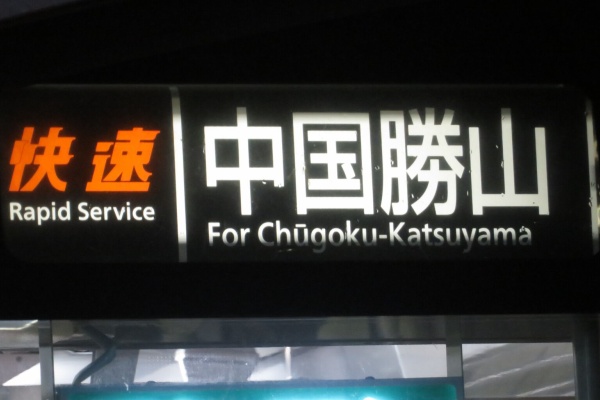 快速
Rapid Service
中国勝山
For Chūgoku-Katsuyama